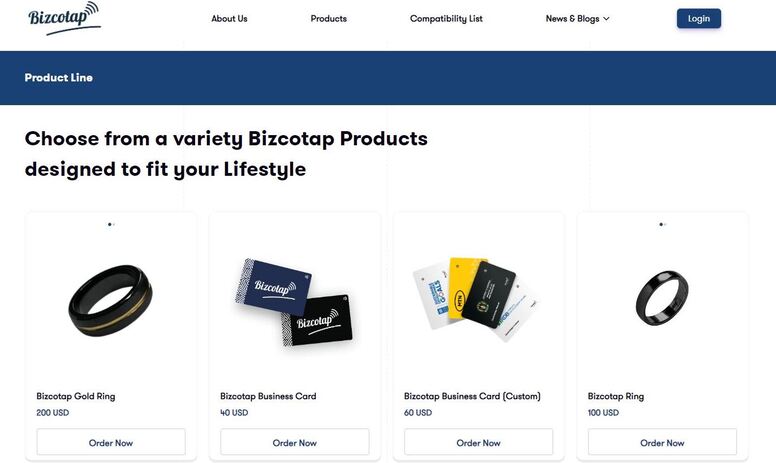 Bizcotap
About Us
Products
Compatibility List
News & Blogs
Login
Product Line
Choose from a variety Bizcotap Products
designed to fit your Lifestyle
Bizcotap
Bizcotap
GOALS
MTN
Bizcotap Gold Ring
200 USD
Order Now
Bizcotap Business Card
40 USD
Order Now
Bizcotap Business Card (Custom)
60 USD
Order Now
Bizcotap Ring
100 USD
Order Now